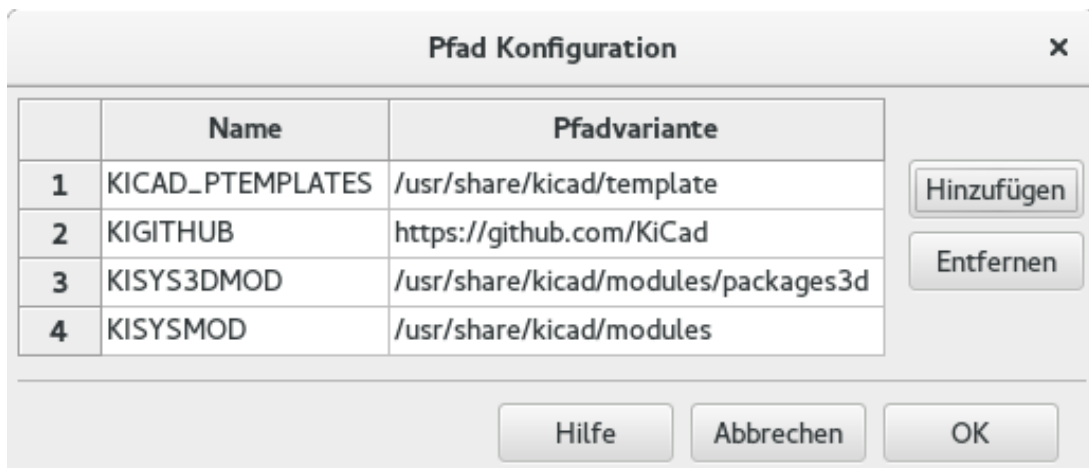 Pfad Konfiguration ×
Name Pfadvariante
1 KICAD_PTEMPLATES /usr/share/kicad/template
2 KIGITHUB https://github.com/KiCad
3 KISYS3DMOD /usr/share/kicad/modules/packages3d
4 KISYSMOD /usr/share/kicad/modules
Hinzufügen
Entfernen
Hilfe Abbrechen OK